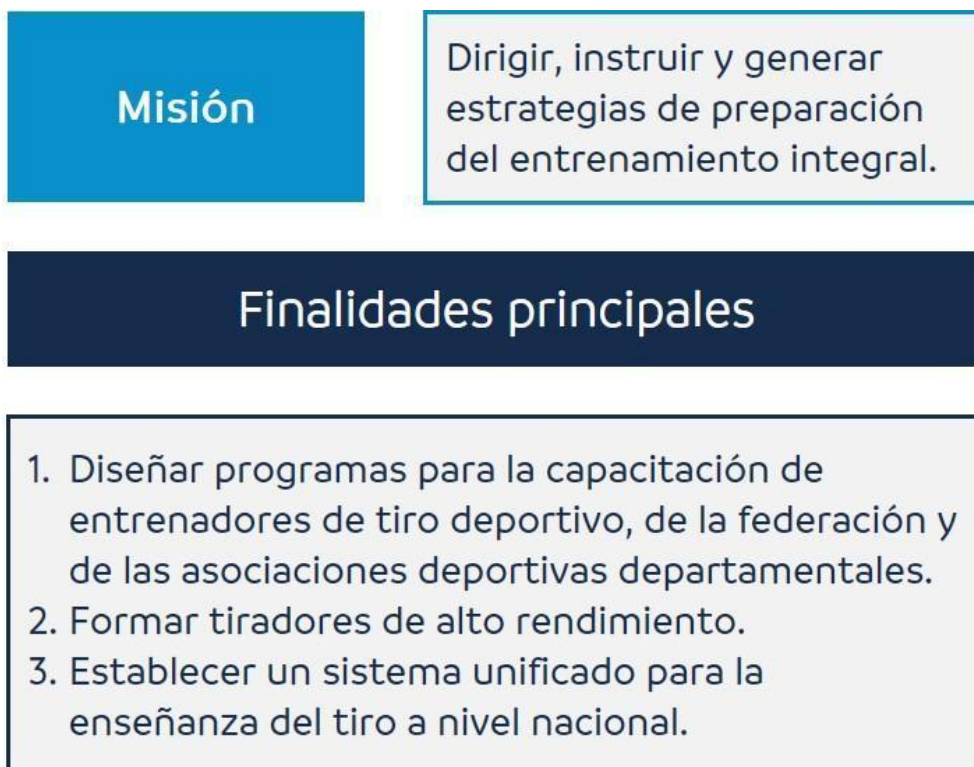 Misión
Dirigir, instruir y generar
estrategias de preparación
del entrenamiento integral.
Finalidades principales
1. Diseñar programas para la capacitación de
entrenadores de tiro deportivo, de la federación y
de las asociaciones deportivas departamentales.
2. Formar tiradores de alto rendimiento.
3. Establecer un sistema unificado para la
enseñanza del tiro a nivel nacional.